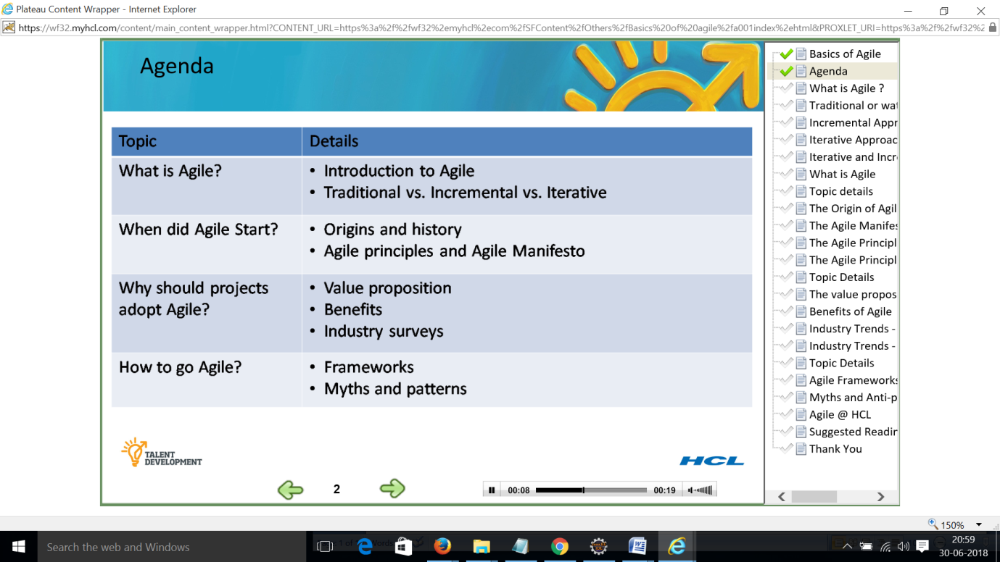 Plateau Content Wrapper - Internet Explorer
https://wf32.myhcl.com/content/main_content_wrapper.html?CONTENT_URL=https%3a%2f%2fwf32%2emyhcl%2ecom%2fSFContent%2fOthers%2fBasics%20of%20agile%2fa001index%2ehtml&PROXLET_URI=https%3a%2f%2fwf32%2
Agenda
Topic Details
What is Agile? • Introduction to Agile
• Traditional vs. Incremental vs. Iterative
When did Agile Start? • Origins and history
• Agile principles and Agile Manifesto
Why should projects • Value proposition
adopt Agile? • Benefits
• Industry surveys
How to go Agile? • Frameworks
• Myths and patterns
TALENT
DEVELOPMENT
HCL
2
00:08 00:19
Basics of Agile
Agenda
What is Agile ?
Traditional or wat
Incremental Appr
Iterative Approac
Iterative and Incr
What is Agile
Topic details
The Origin of Agil
The Agile Manifes
The Agile Principl
The Agile Principl
Topic Details
The value propos
Benefits of Agile
Industry Trends -
Industry Trends -
Topic Details
Agile Frameworks
Myths and Anti-p
Agile @ HCL
Suggested Readin
Thank You
150%
Search the web and Windows
20:59
30-06-2018